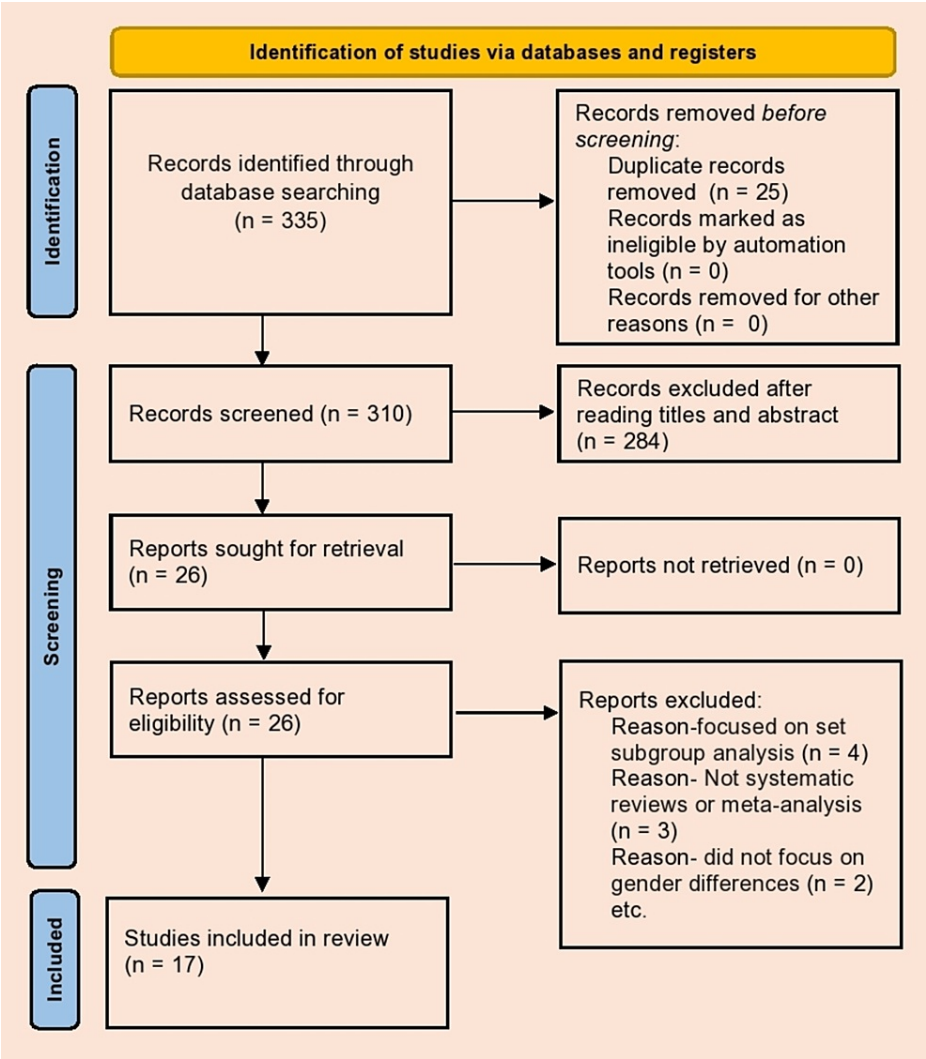 Identification of studies via databases and registers
Identification
Records identified through
database searching
(n = 335)
Records removed before
screening:
Duplicate records
removed  (n = 25)
Records marked as
ineligible by automation
tools (n = 0)
Records removed for other
reasons (n =  0)
Screening
Records screened (n = 310)
Records excluded after
reading titles and abstract
(n = 284)
Reports sought for retrieval
(n = 26)
Reports not retrieved (n = 0)
Reports assessed for
eligibility (n = 26)
Reports excluded:
Reason-focused on set
subgroup analysis (n = 4)
Reason- Not systematic
reviews or meta-analysis
(n = 3)
Reason- did not focus on
gender differences (n = 2)
etc.
Included
Studies included in review
(n = 17)